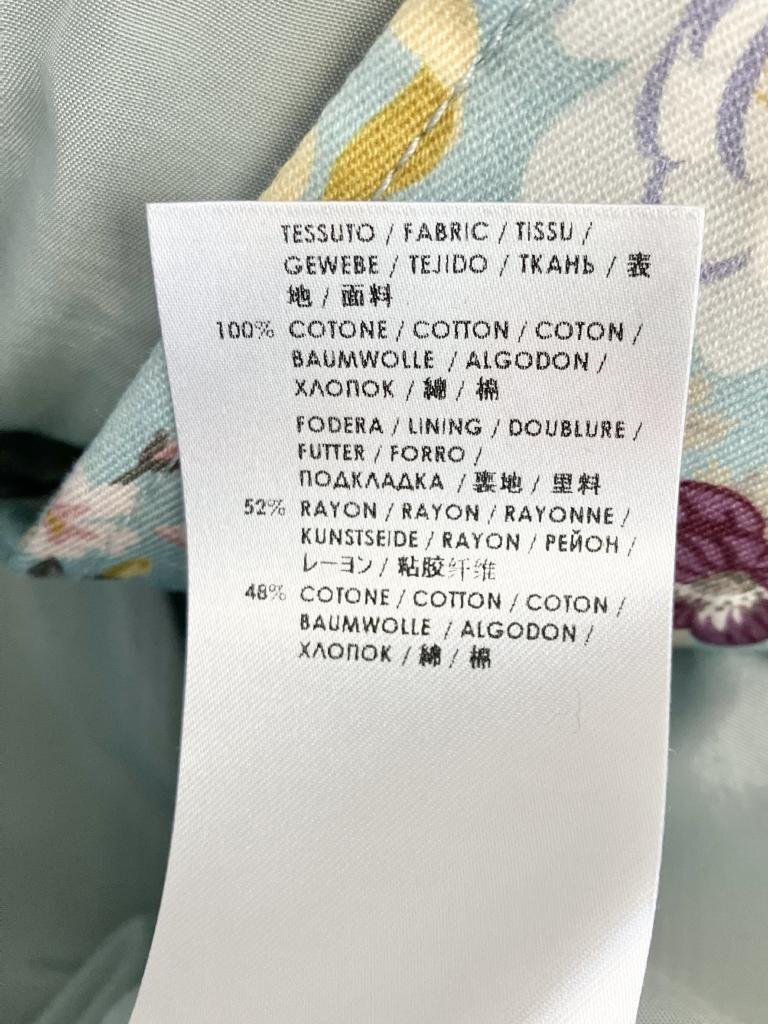 TESSUTO / FABRIC / TISSU /
GEWEBE / TEJIDO / ТКАНЬ / 表
地 / 面料
100% COTONE / COTTON / COTON /
BAUMWOLLE / ALGODON /
ХЛОПОК / 綿 / 棉
FODERA / LINING / DOUBLURE /
FUTTER / FORRO /
ПОДКЛАДКА / 裏地 / 里料
52% RAYON / RAYON / RAYONNE /
KUNSTSEIDE / RAYON / РЕЙОН /
レーヨン / 粘胶纤维
48% COTONE / COTTON / COTON /
BAUMWOLLE / ALGODON /
ХЛОПОК / 綿 / 棉